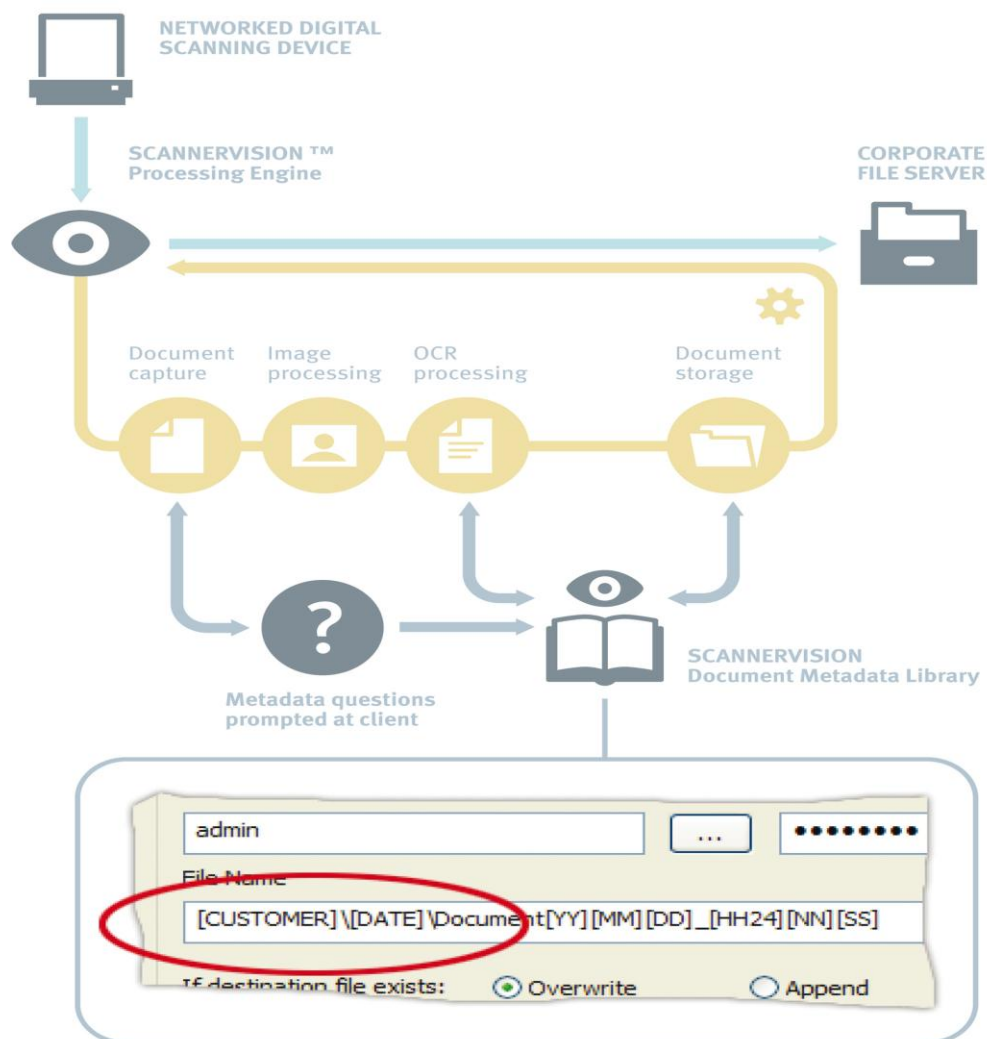 NETWORKED DIGITAL
SCANNING DEVICE
SCANNERVISION ™
Processing Engine
CORPORATE
FILE SERVER
Document
capture
Image
processing
OCR
processing
Document
storage
?
SCANNERVISION
Document Metadata Library
Metadata questions
prompted at client
admin
...
File Name
[CUSTOMER]\[DATE]\Document[YY][MM][DD]_[HH24][NN][SS]
If destination file exists:
Overwrite
Append